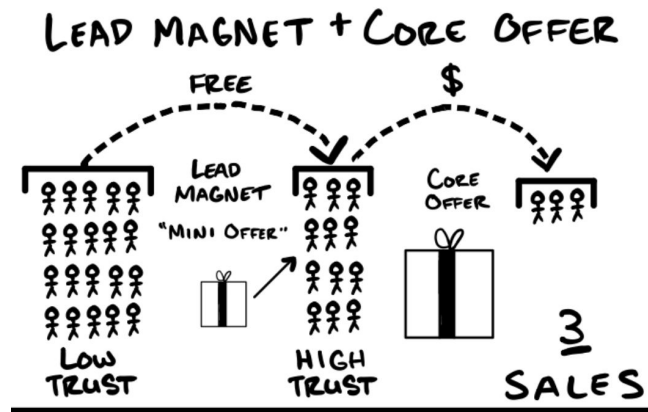 LEAD MAGNET + CORE OFFER
FREE
$
LEAD
MAGNET
"MINI OFFER"
CORE
OFFER
LOW
TRUST
HIGH
TRUST
3
SALES